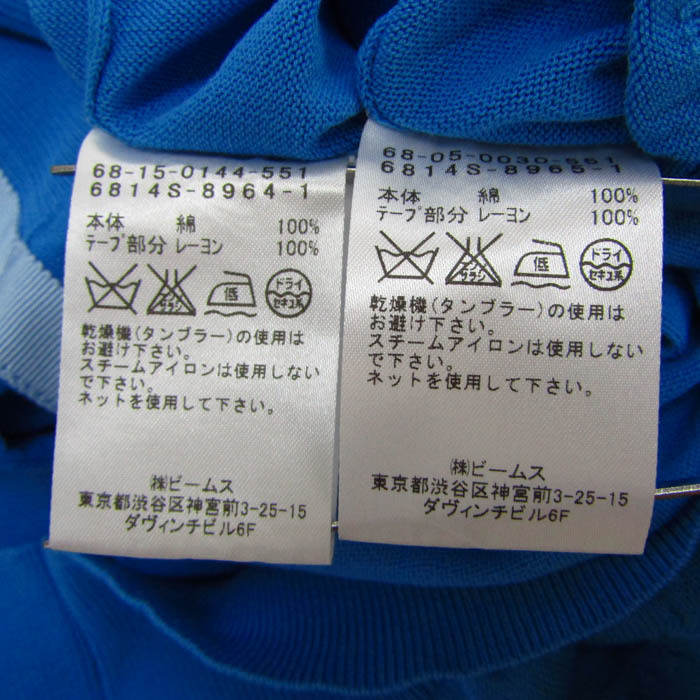 68-15-0144-551
6814S-8964-1
本体 綿 100%
テープ部分 レーヨン 100%
サラシ
低
ドライ
セキユ系
乾燥機(タンブラー)の使用は
お避け下さい。
スチームアイロンは使用しない
で下さい。
ネットを使用して下さい。
㈱ビームス
東京都渋谷区神宮前3-25-15
ダヴィンチビル6F
68-05-0030-551
6814S-8965-1
本体 綿 100%
テープ部分 レーヨン 100%
サラシ
低
ドライ
セキユ系
乾燥機(タンブラー)の使用は
お避け下さい。
スチームアイロンは使用しない
で下さい。
ネットを使用して下さい。
㈱ビームス
東京都渋谷区神宮前3-25-15
ダヴィンチビル6F